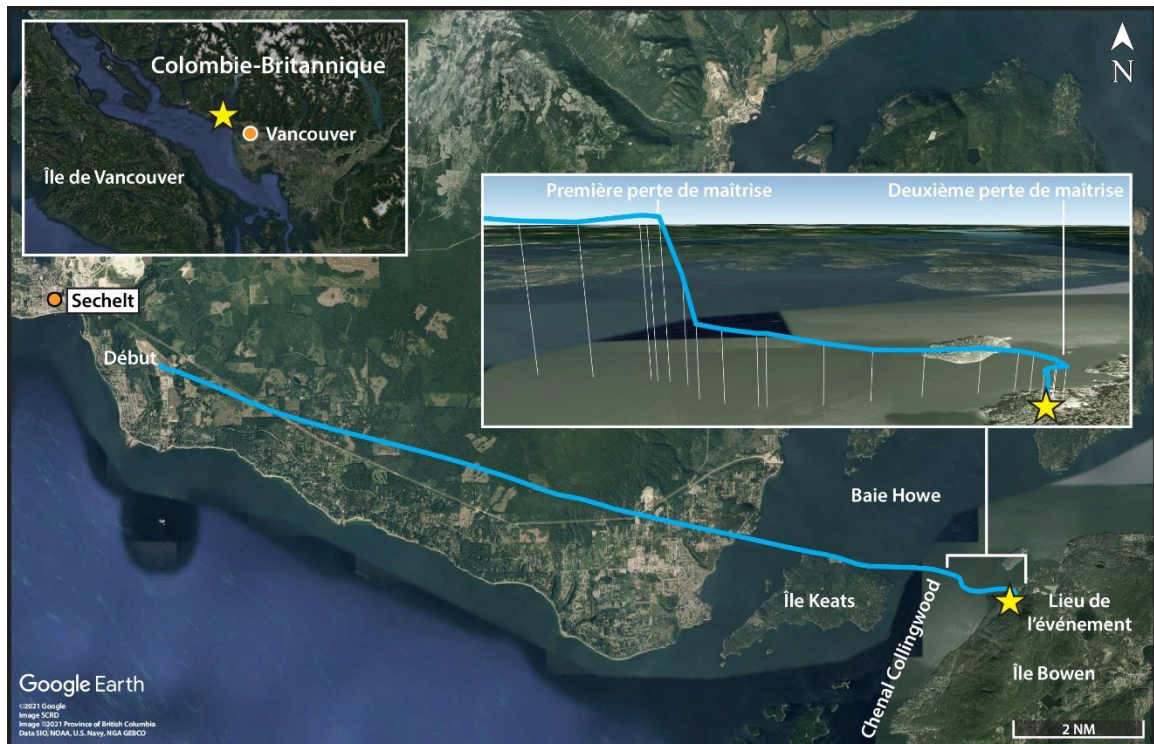 Colombie-Britannique
Vancouver
Île de Vancouver
N
Première perte de maîtrise
Deuxième perte de maîtrise
Sechelt
Début
Baie Howe
Île Keats
Chenal Collingwood
Lieu de
l'événement
Île Bowen
Google Earth
©2021 Google
Image SCRD
Image ©2021 Province of British Columbia
Data SIO, NOAA, U.S. Navy, NGA GEBCO
2 NM